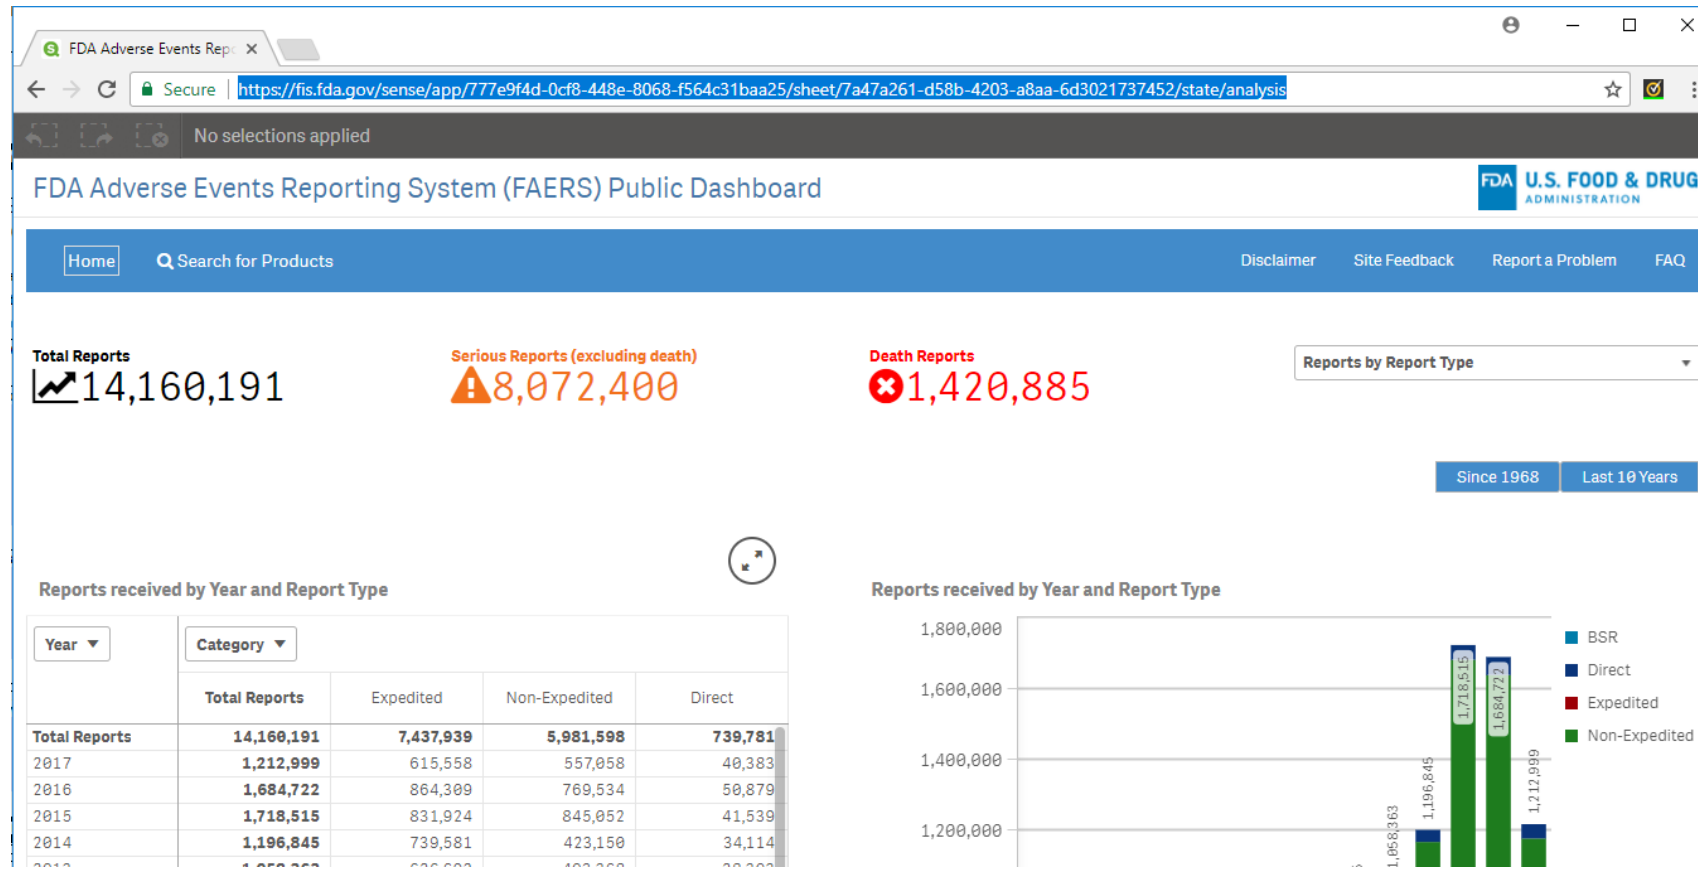 FDA Adverse Events Repo
Secure
https://fis.fda.gov/sense/app/777e9f4d-0cf8-448e-8068-f564c31baa25/sheet/7a47a261-d58b-4203-a8aa-6d3021737452/state/analysis
No selections applied
FDA Adverse Events Reporting System (FAERS) Public Dashboard
FDA U.S. FOOD & DRUG
ADMINISTRATION
Home Search for Products Disclaimer Site Feedback Report a Problem FAQ
Total Reports Serious Reports (excluding death) Death Reports
Reports by Report Type
14,160,191 8,072,400 1,420,885
Since 1968 Last 10 Years
Reports received by Year and Report Type
Year Category
Total Reports Expedited Non-Expedited Direct
Total Reports 14,160,191 7,437,939 5,981,598 739,781
2017 1,212,999 615,558 557,058 40,383
2016 1,684,722 864,309 769,534 50,879
2015 1,718,515 831,924 845,052 41,539
2014 1,196,845 739,581 423,150 34,114
Reports received by Year and Report Type
1,800,000
1,600,000
1,400,000
1,200,000
1,058,363
1,196,845
1,718,515
1,684,722
1,212,999
BSR
Direct
Expedited
Non-Expedited